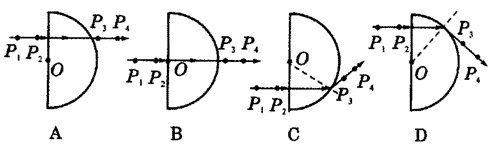 P₁ P₂ O P₃ P₄
P₁ P₂ O P₃ P₄
P₁ P₂ O P₃ P₄
P₁ P₂ O P₃ P₄
A B C D